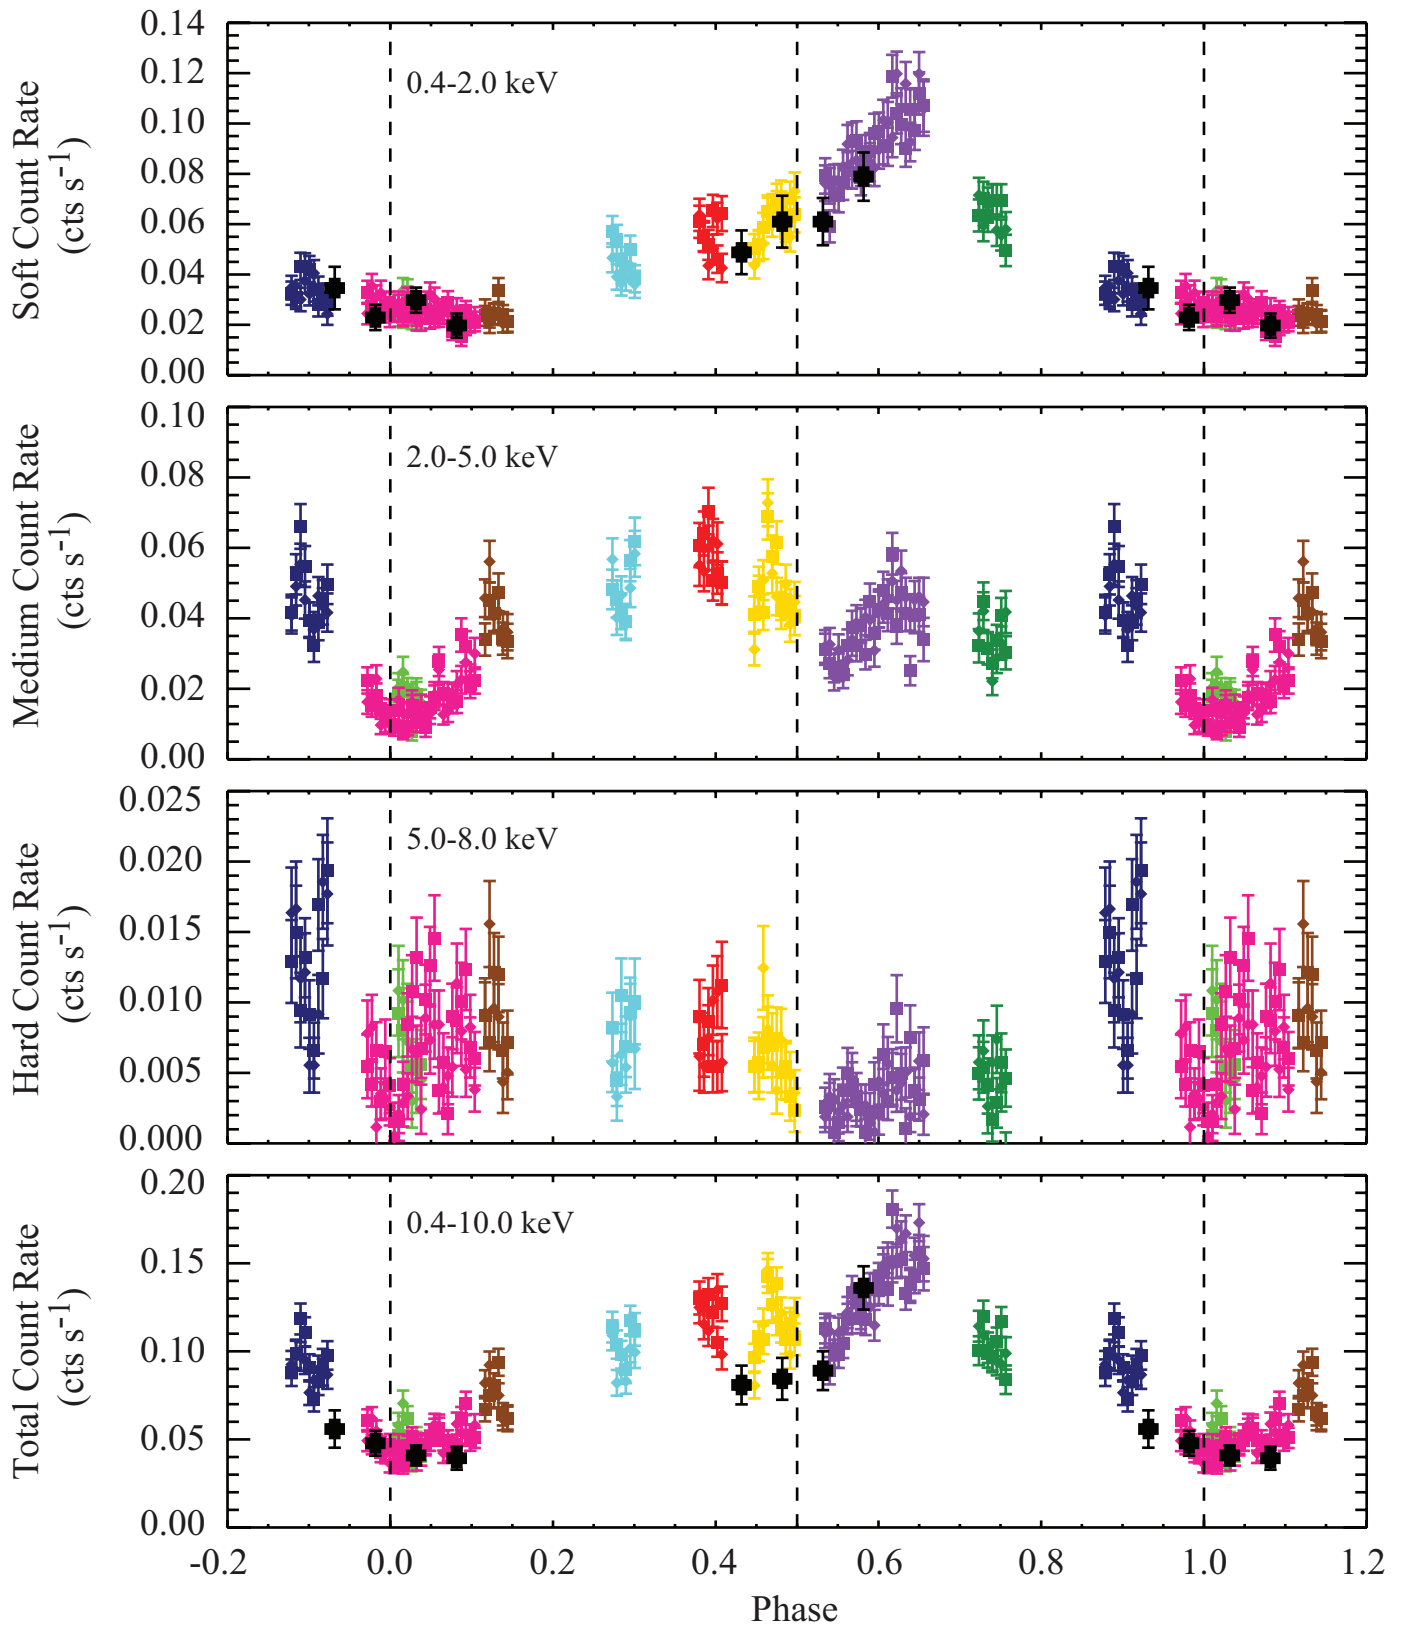 0.14
0.12
0.10
0.08
0.06
0.04
0.02
0.00
Soft Count Rate
(cts s⁻¹)
0.4-2.0 keV
0.10
0.08
0.06
0.04
0.02
0.00
Medium Count Rate
(cts s⁻¹)
2.0-5.0 keV
0.025
0.020
0.015
0.010
0.005
0.000
Hard Count Rate
(cts s⁻¹)
5.0-8.0 keV
0.20
0.15
0.10
0.05
0.00
Total Count Rate
(cts s⁻¹)
0.4-10.0 keV
-0.2 0.0 0.2 0.4 0.6 0.8 1.0 1.2
Phase